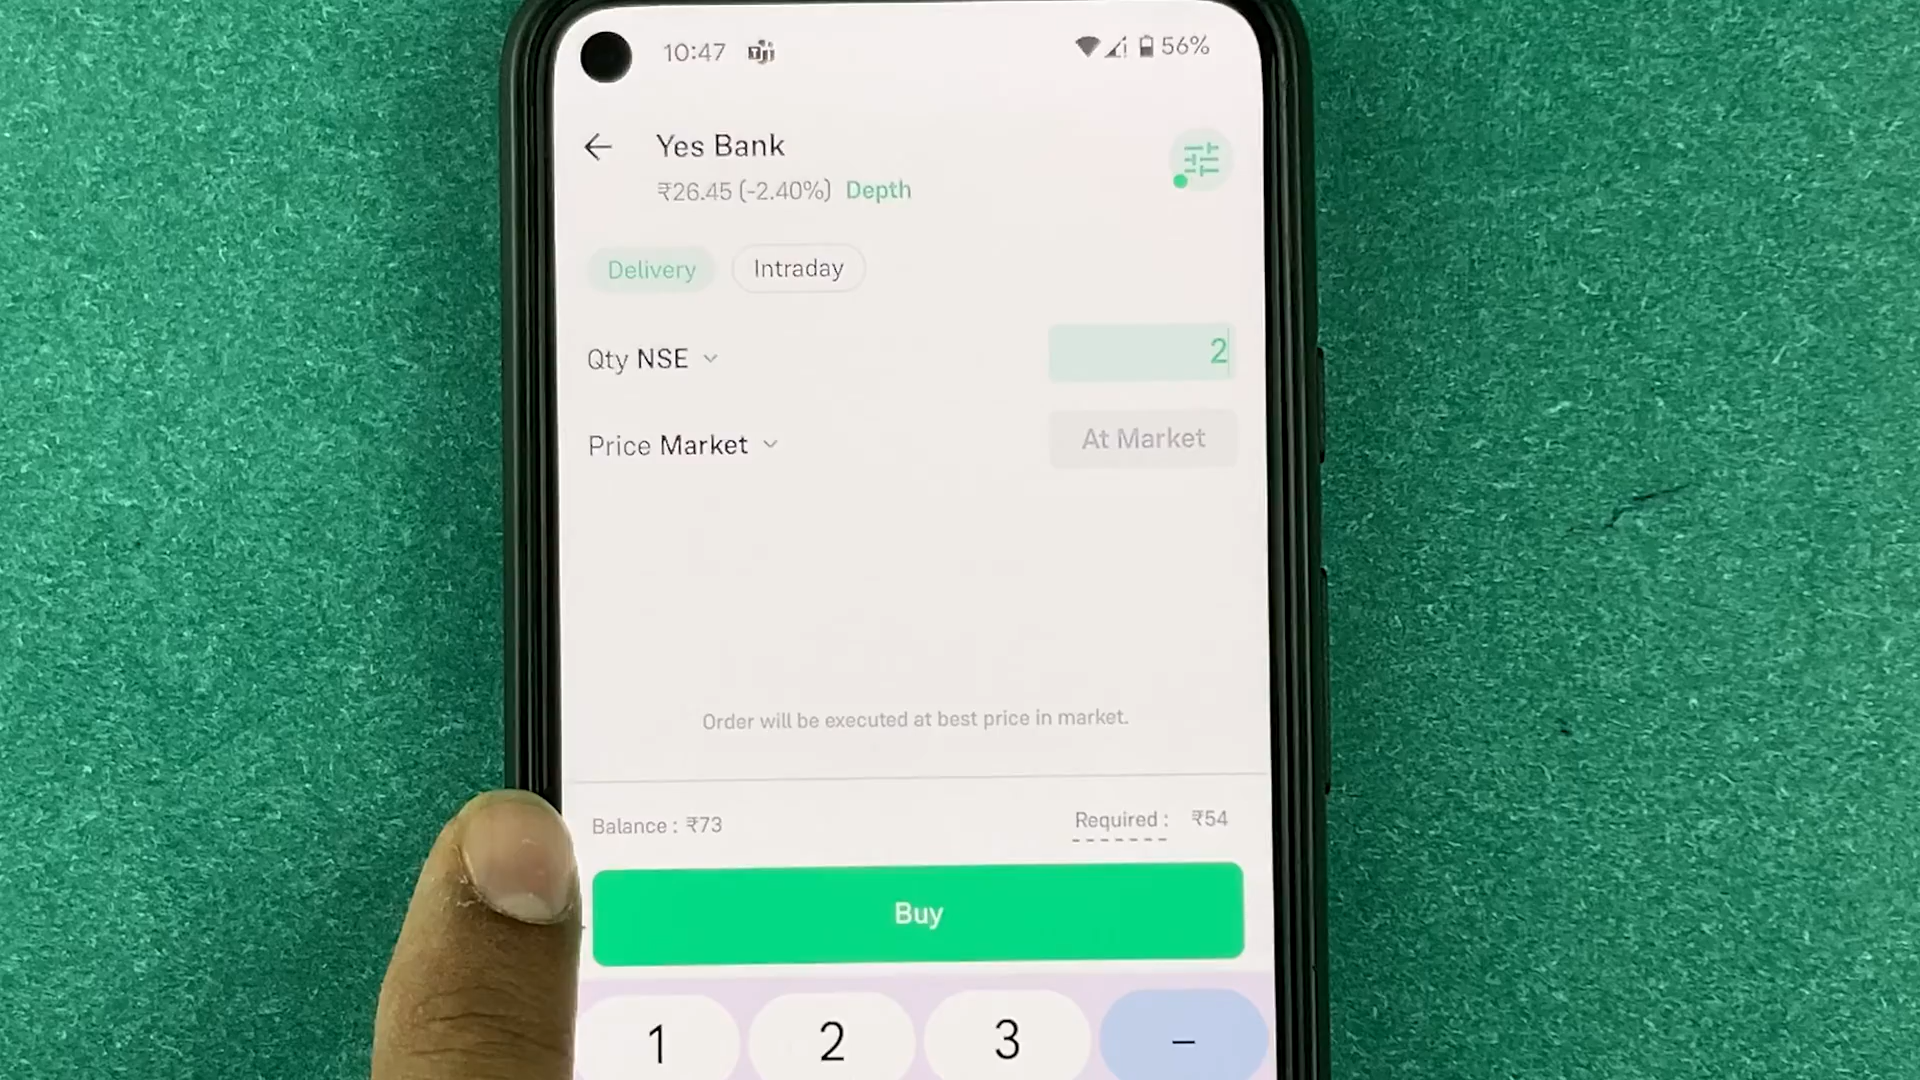 10:47 56%
Yes Bank
₹26.45 (-2.40%) Depth
Delivery Intraday
Qty NSE 2
Price Market At Market
Order will be executed at best price in market.
Balance : ₹73 Required : ₹54
Buy
1 2 3 –